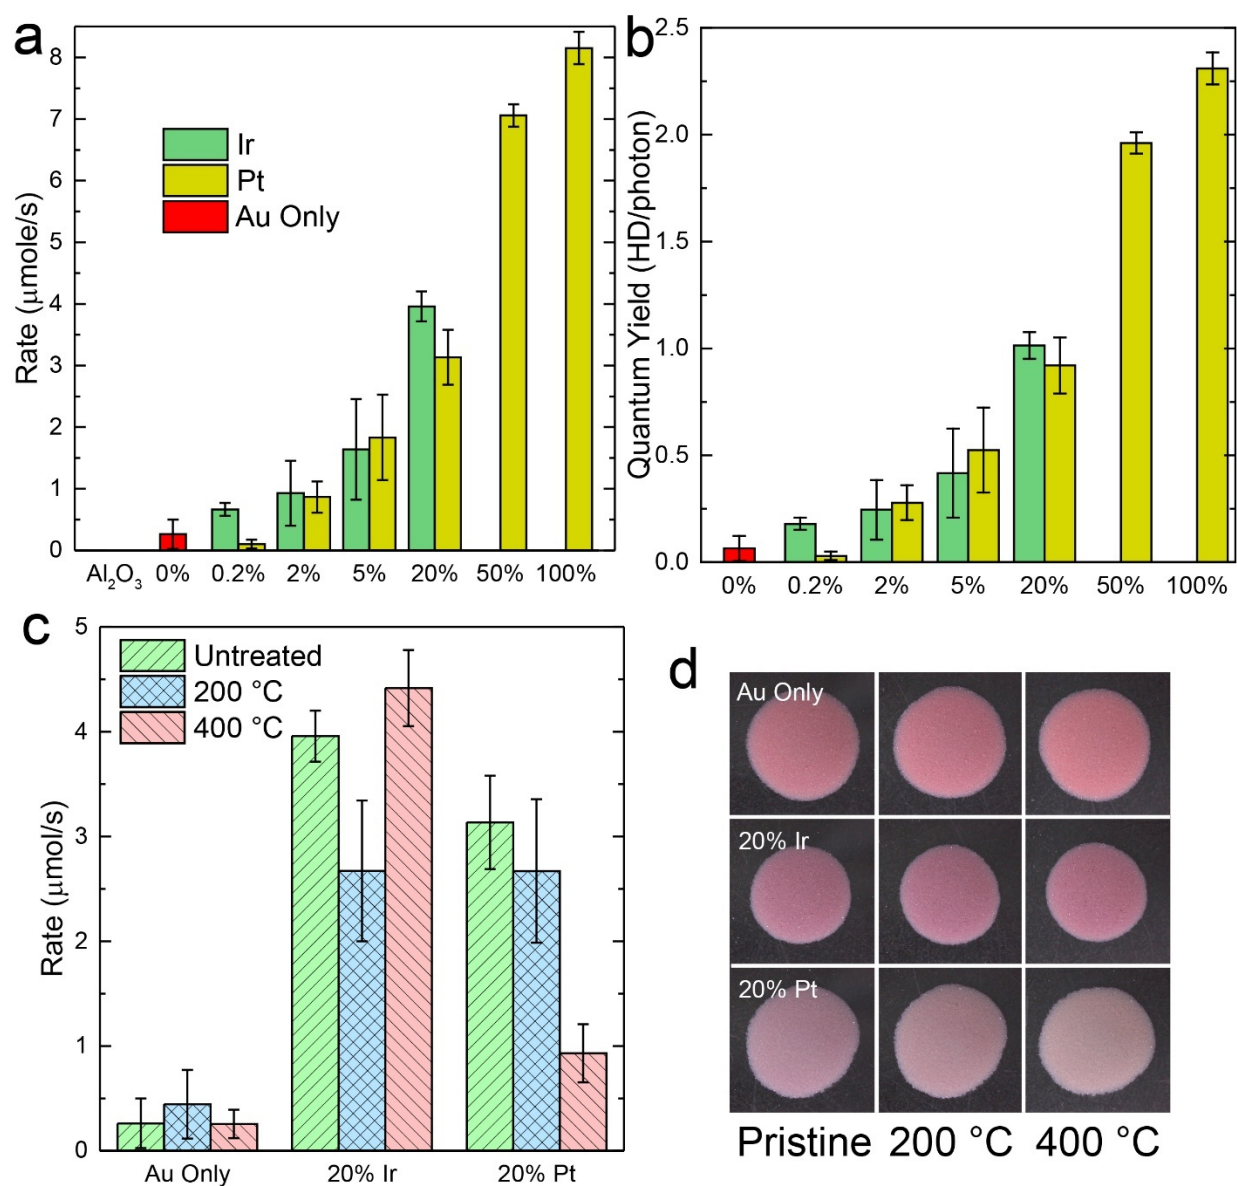 a
Rate (μmole/s)
8
7
6
5
4
3
2
1
0
Ir
Pt
Au Only
Al₂O₃ 0% 0.2% 2% 5% 20% 50% 100%
b
Quantum Yield (HD/photon)
2.5
2.0
1.5
1.0
0.5
0.0
0% 0.2% 2% 5% 20% 50% 100%
c
Rate (μmol/s)
5
4
3
2
1
0
Untreated
200 °C
400 °C
Au Only 20% Ir 20% Pt
d
Au Only
20% Ir
20% Pt
Pristine 200 °C 400 °C